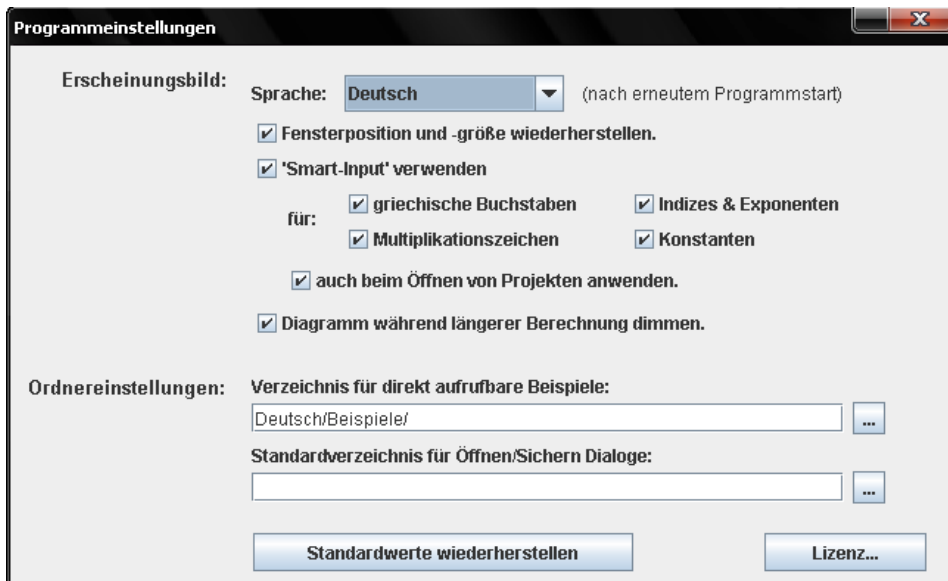 Programmeinstellungen
Erscheinungsbild:
Sprache: Deutsch (nach erneutem Programmstart)
Fensterposition und -größe wiederherstellen.
'Smart-Input' verwenden
für:
griechische Buchstaben Indizes & Exponenten
Multiplikationszeichen Konstanten
auch beim Öffnen von Projekten anwenden.
Diagramm während längerer Berechnung dimmen.
Ordnereinstellungen:
Verzeichnis für direkt aufrufbare Beispiele:
Deutsch/Beispiele/ ...
Standardverzeichnis für Öffnen/Sichern Dialoge:
...
Standardwerte wiederherstellen Lizenz...